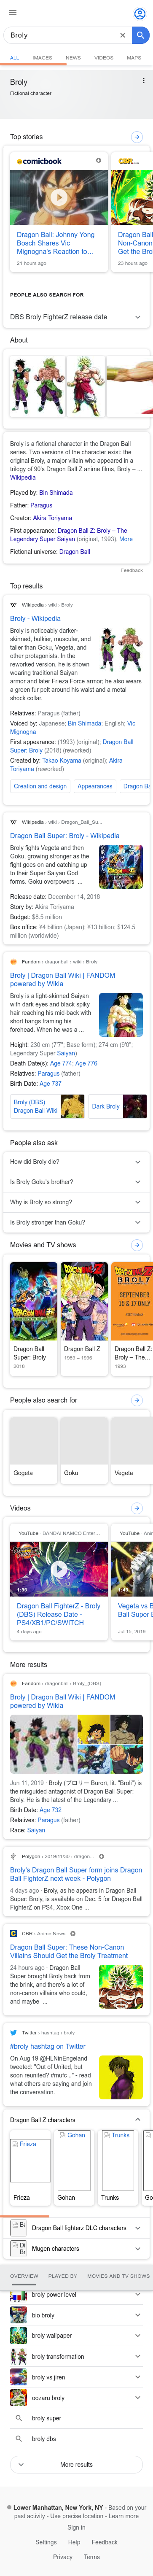 Broly
ALL IMAGES NEWS VIDEOS MAPS
Broly
Fictional character
Top stories
comicbook
Dragon Ball: Johnny Yong
Bosch Shares Vic
Mignogna's Reaction to…
21 hours ago
CBR
Dragon Ball
Non-Canon
Get the Bro
23 hours ago
PEOPLE ALSO SEARCH FOR
DBS Broly FighterZ release date
About
Broly is a fictional character in the Dragon Ball
series. Two versions of the character exist: the
original is a major antagonist who appeared in a
trilogy of 90's Dragon Ball Z anime films, Broly – …
Wikipedia
Played by: Bin Shimada
Father: Paragus
Creator: Akira Toriyama
First appearance: Dragon Ball Z: Broly – The
Legendary Super Saiyan (original, 1993), More
Fictional universe: Dragon Ball
Feedback
Top results
Wikipedia › wiki › Broly
Broly - Wikipedia
Broly is noticeably darker-
skinned, bulkier, muscular, and
taller than Goku, Vegeta, and
other protagonists. In the
reworked version, he is shown
wearing traditional Saiyan
armor and later Frieza Force armor; he also wears
a green fur pelt around his waist and a metal
shock collar.
Relatives: Paragus (father)
Voiced by: Japanese; Bin Shimada; English; Vic
Mignogna
First appearance: (1993) (original); Dragon Ball
Super: Broly (2018) (reworked)
Created by: Takao Koyama (original); Akira
Toriyama (reworked)
Creation and design
Appearances
Dragon Ba
Wikipedia › wiki › Dragon_Ball_Su...
Dragon Ball Super: Broly - Wikipedia
Broly fights Vegeta and then
Goku, growing stronger as the
fight goes on and catching up
to their Super Saiyan God
forms. Goku overpowers …
Release date: December 14, 2018
Story by: Akira Toriyama
Budget: $8.5 million
Box office: ¥4 billion (Japan); ¥13 billion; $124.5
million (worldwide)
Fandom › dragonball › wiki › Broly
Broly | Dragon Ball Wiki | FANDOM
powered by Wikia
Broly is a light-skinned Saiyan
with dark eyes and black spiky
hair reaching his mid-back with
short bangs framing his
forehead. When he was a …
Height: 230 cm (7'7", Base form); 274 cm (9'0";
Legendary Super Saiyan)
Death Date(s): Age 774; Age 776
Relatives: Paragus (father)
Birth Date: Age 737
Broly (DBS)
Dragon Ball Wiki
Dark Broly
People also ask
How did Broly die?
Is Broly Goku's brother?
Why is Broly so strong?
Is Broly stronger than Goku?
Movies and TV shows
Dragon Ball
Super: Broly
2018
Dragon Ball Z
1989 – 1996
BROLY
SEPTEMBER
16 & 17 ONLY
Dragon Ball Z:
Broly – The…
1993
People also search for
Gogeta
Goku
Vegeta
Videos
YouTube · BANDAI NAMCO Enter...
1:55
Dragon Ball FighterZ - Broly
(DBS) Release Date -
PS4/XB1/PC/SWITCH
4 days ago
YouTube · Ani
Vegeta vs B
Ball Super B
Jul 15, 2019
More results
Fandom › dragonball › Broly_(DBS)
Broly | Dragon Ball Wiki | FANDOM
powered by Wikia
Jun 11, 2019 · Broly (ブロリー Burorī, lit. "Broli") is
the main antagonist of Dragon Ball Super:
Broly. He is the latest of the Legendary ...
Birth Date: Age 732
Relatives: Paragus (father)
Race: Saiyan
Polygon › 2019/11/30 › dragon...
Broly's Dragon Ball Super form joins Dragon
Ball FighterZ next week - Polygon
4 days ago · Broly, as he appears in Dragon Ball
Super: Broly, is available on Dec. 5 for Dragon Ball
FighterZ on PS4, Xbox One ...
CBR › Anime News
Dragon Ball Super: These Non-Canon
Villains Should Get the Broly Treatment
24 hours ago · Dragon Ball
Super brought Broly back from
the brink, and there's a lot of
non-canon villains who could,
and maybe …
Twitter › hashtag › broly
#broly hashtag on Twitter
On Aug 19 @HLNinEngland
tweeted: "Out of interest, but
soon reunited? #mufc .." - read
what others are saying and join
the conversation.
Dragon Ball Z characters
Frieza
Frieza
Gohan
Gohan
Trunks
Trunks
Go
Dragon Ball fighterz DLC characters
Mugen characters
OVERVIEW PLAYED BY MOVIES AND TV SHOWS
broly power level
bio broly
broly wallpaper
broly transformation
broly vs jiren
oozaru broly
broly super
broly dbs
More results
Lower Manhattan, New York, NY - Based on your
past activity - Use precise location - Learn more
Sign in
Settings Help Feedback
Privacy Terms